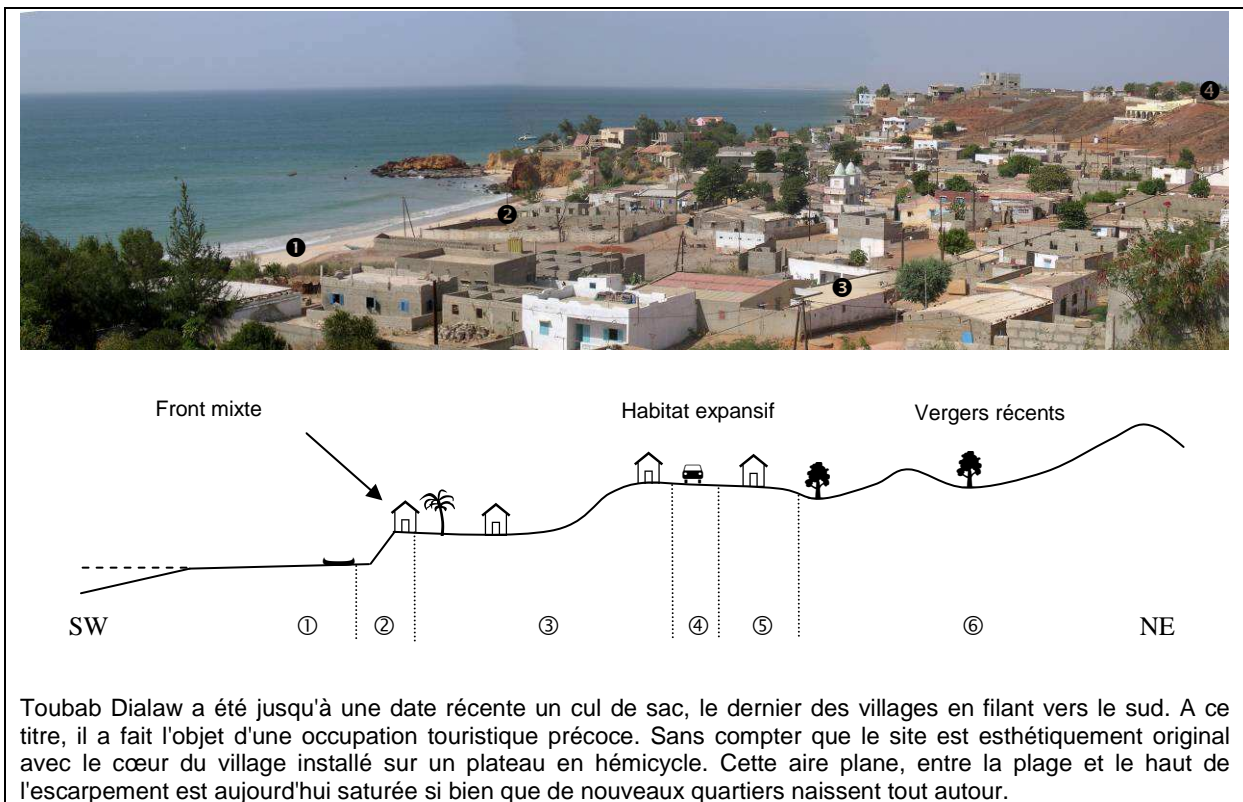 ❶
❷
❸
❹
Front mixte
Habitat expansif
Vergers récents
SW ① ② ③ ④ ⑤ ⑥ NE
Toubab Dialaw a été jusqu'à une date récente un cul de sac, le dernier des villages en filant vers le sud. A ce
titre, il a fait l'objet d'une occupation touristique précoce. Sans compter que le site est esthétiquement original
avec le cœur du village installé sur un plateau en hémicycle. Cette aire plane, entre la plage et le haut de
l'escarpement est aujourd'hui saturée si bien que de nouveaux quartiers naissent tout autour.